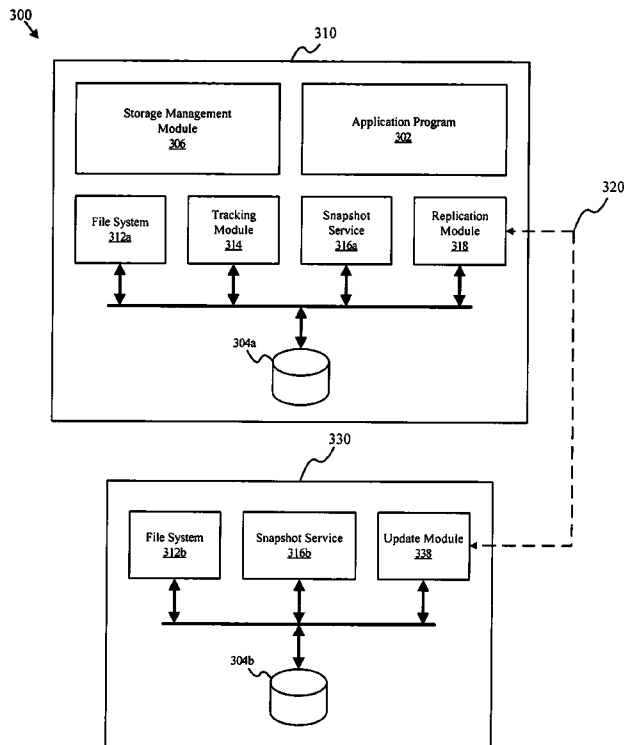 300
310
Storage Management
Module
306
Application Program
302
320
File System
312a
Tracking
Module
314
Snapshot
Service
316a
Replication
Module
318
304a
330
File System
312b
Snapshot Service
316b
Update Module
338
304b